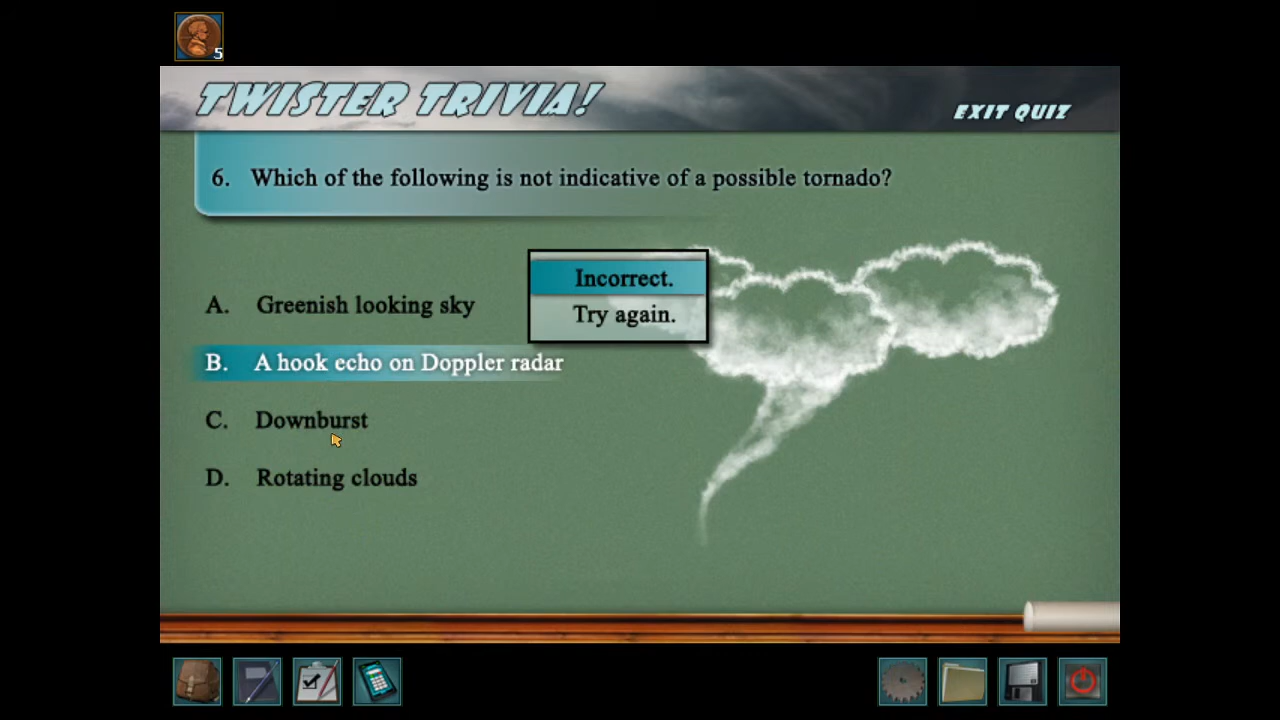 5
TWISTER TRIVIA!
EXIT QUIZ
6. Which of the following is not indicative of a possible tornado?
Incorrect.
Try again.
A. Greenish looking sky
B. A hook echo on Doppler radar
C. Downburst
D. Rotating clouds